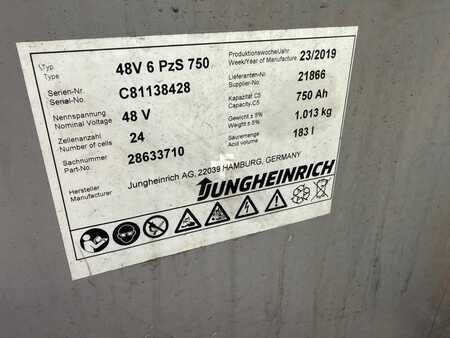 Typ. Type 48V 6 PzS 750 Produktionswoche/Jahr Week/Year of Manufacture 23/2019
Serien-Nr. Serial-No. C81138428 Lieferanten-Nr. Supplier-No. 21866
Nennspannung Nominal Voltage 48 V Kapazität C5 Capacity.C5 750 Ah
Zellenanzahl Number of cells 24 Gewicht ± 5% Weight ± 5% 1.013 kg
Sachnummer Part-No. 28633710 Säuremenge Acid volume 183 l
Hersteller Manufacturer Jungheinrich AG, 22039 HAMBURG, GERMANY
JUNGHEINRICH